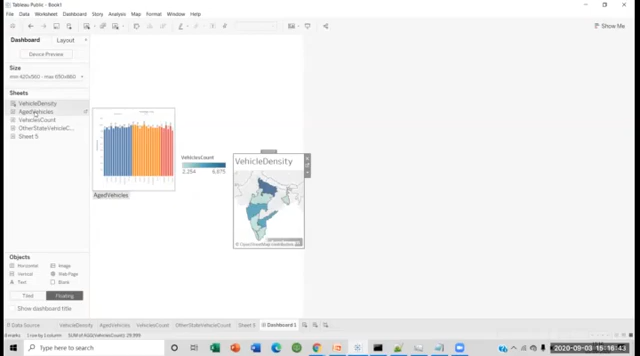 Tableau Public - Book1
File Data Worksheet Dashboard Story Analysis Map Format Window Help
Show Me
Dashboard Layout
Device Preview
Size
Sheets
VehicleDensity
AgedVehicles
VehiclesCount
OtherStateVehicleC...
Sheet 5
VehiclesCount
2,254 6,875
VehicleDensity
© OpenStreetMap contributors
AgedVehicles
Objects
Horizontal Image
Vertical Web Page
Text Blank
Tiled Floating
Show dashboard title
Data Source VehicleDensity AgedVehicles VehiclesCount OtherStateVehicleCount Sheet 5 Dashboard 1
Type here to search
2020-09-03 15:16:43